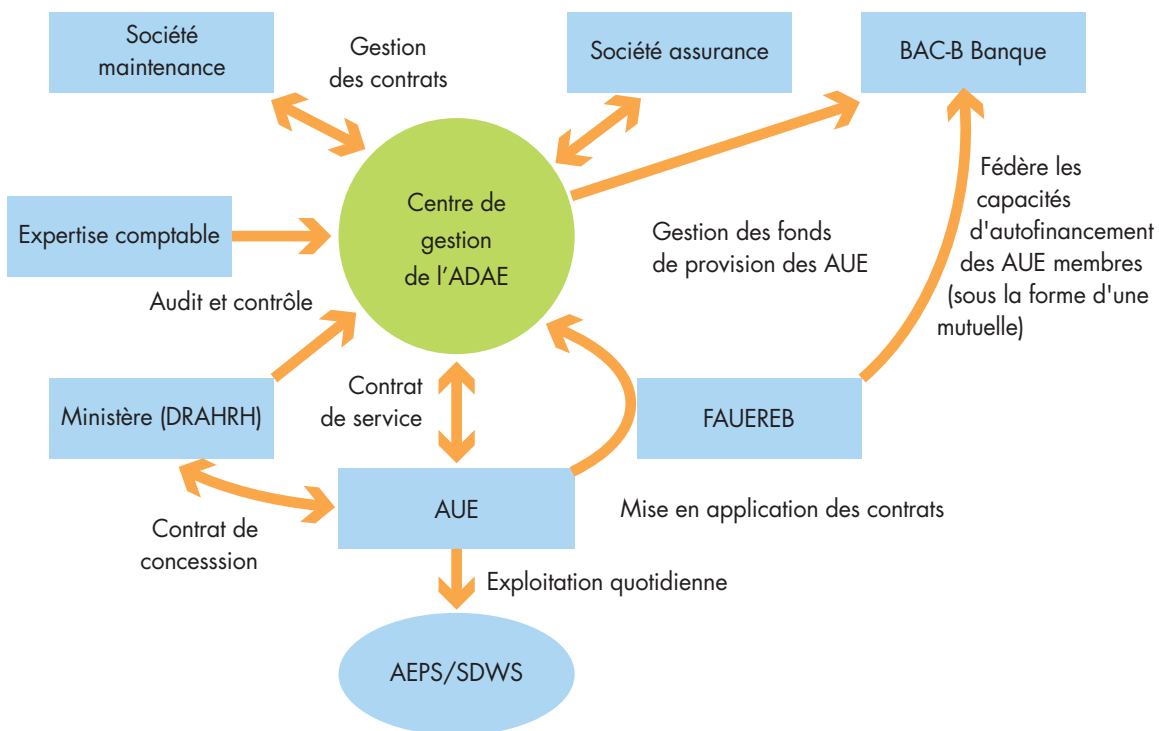 Société
maintenance
Gestion
des contrats
Société assurance
BAC-B Banque
Expertise comptable
Centre de
gestion
de l'ADAE
Gestion des fonds
de provision des AUE
Fédère les
capacités
d'autofinancement
des AUE membres
(sous la forme d'une
mutuelle)
Audit et contrôle
Ministère (DRAHRH)
Contrat
de service
FAUEREB
AUE
Mise en application des contrats
Contrat de
concesssion
Exploitation quotidienne
AEPS/SDWS